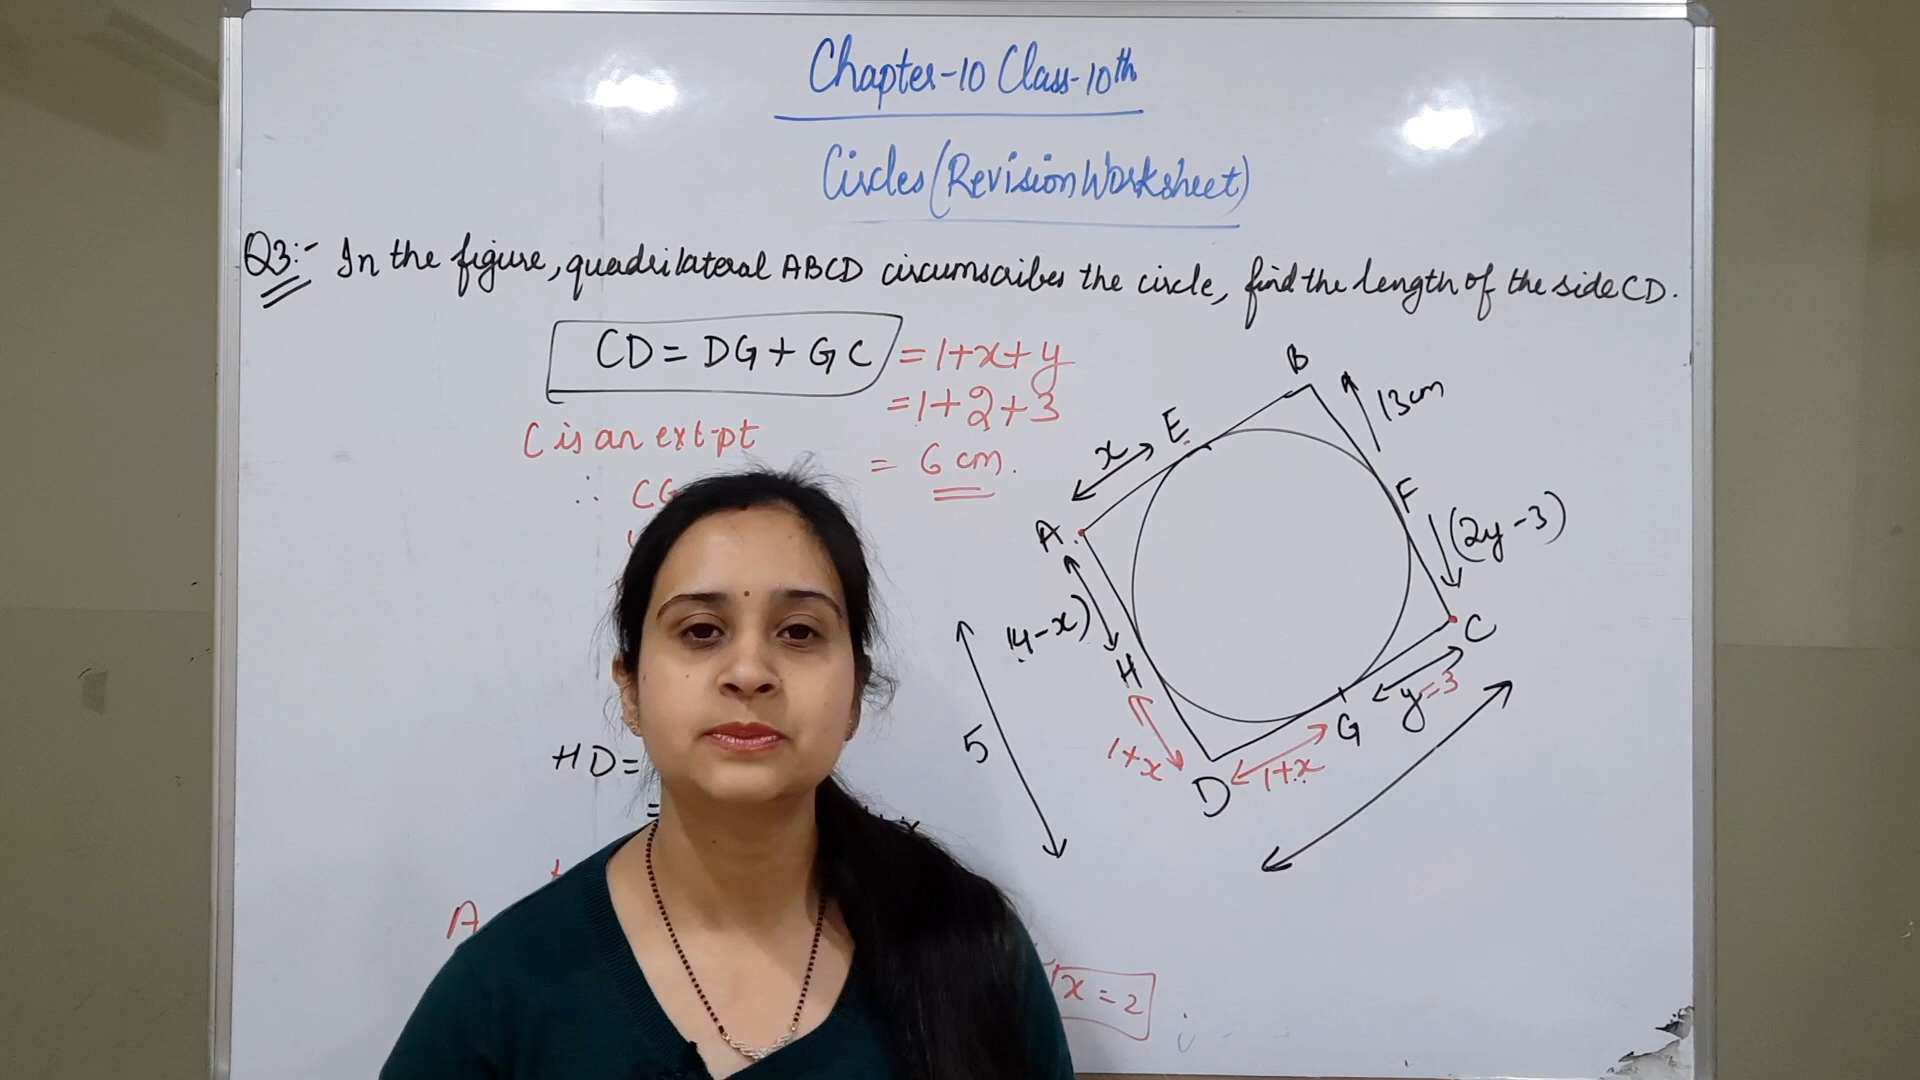 Chapter-10 Class-10th
Circles (Revision Worksheet)
Q3:- In the figure, quadrilateral ABCD circumscribes the circle, find the length of the side CD.
CD = DG + GC = 1+x+y
= 1+2+3
= 6 cm.
C is an ext-pt
∴ CG
HD=
=
A
x = 2
B
13cm
E
x
A
F
(2y-3)
(4-x)
H
C
y=3
G
1+x
1+x
D
5